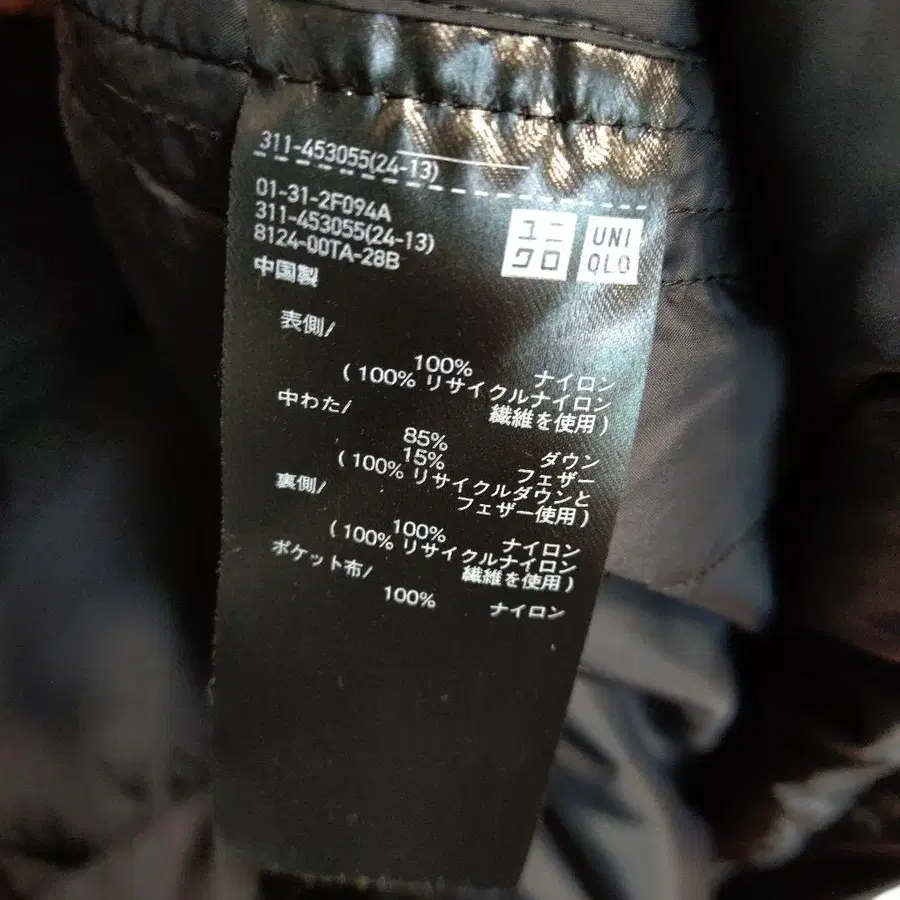 311-453055(24-13)
01-31-2F094A
311-453055(24-13)
8124-00TA-28B
中国製
ユニ
クロ
UNI
QLO
表側/
100% ナイロン
(100% リサイクルナイロン
繊維を使用)
中わた/
85% ダウン
15% フェザー
(100% リサイクルダウンと
フェザー使用)
裏側/
100% ナイロン
(100% リサイクルナイロン
繊維を使用)
ポケット布/
100% ナイロン